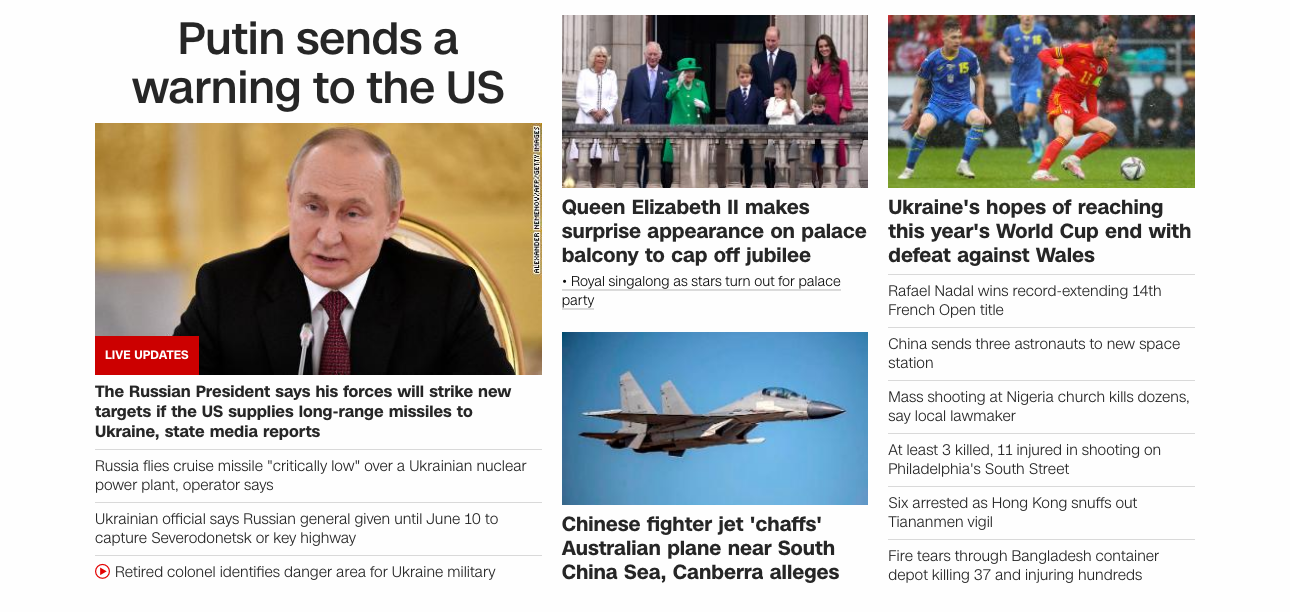 Putin sends a
warning to the US
ALEXANDER NEMENOV/AFP/GETTY IMAGES
LIVE UPDATES
The Russian President says his forces will strike new
targets if the US supplies long-range missiles to
Ukraine, state media reports
Russia flies cruise missile "critically low" over a Ukrainian nuclear
power plant, operator says
Ukrainian official says Russian general given until June 10 to
capture Severodonetsk or key highway
Retired colonel identifies danger area for Ukraine military
Queen Elizabeth II makes
surprise appearance on palace
balcony to cap off jubilee
• Royal singalong as stars turn out for palace
party
Chinese fighter jet 'chaffs'
Australian plane near South
China Sea, Canberra alleges
15
11
Ukraine's hopes of reaching
this year's World Cup end with
defeat against Wales
Rafael Nadal wins record-extending 14th
French Open title
China sends three astronauts to new space
station
Mass shooting at Nigeria church kills dozens,
say local lawmaker
At least 3 killed, 11 injured in shooting on
Philadelphia's South Street
Six arrested as Hong Kong snuffs out
Tiananmen vigil
Fire tears through Bangladesh container
depot killing 37 and injuring hundreds